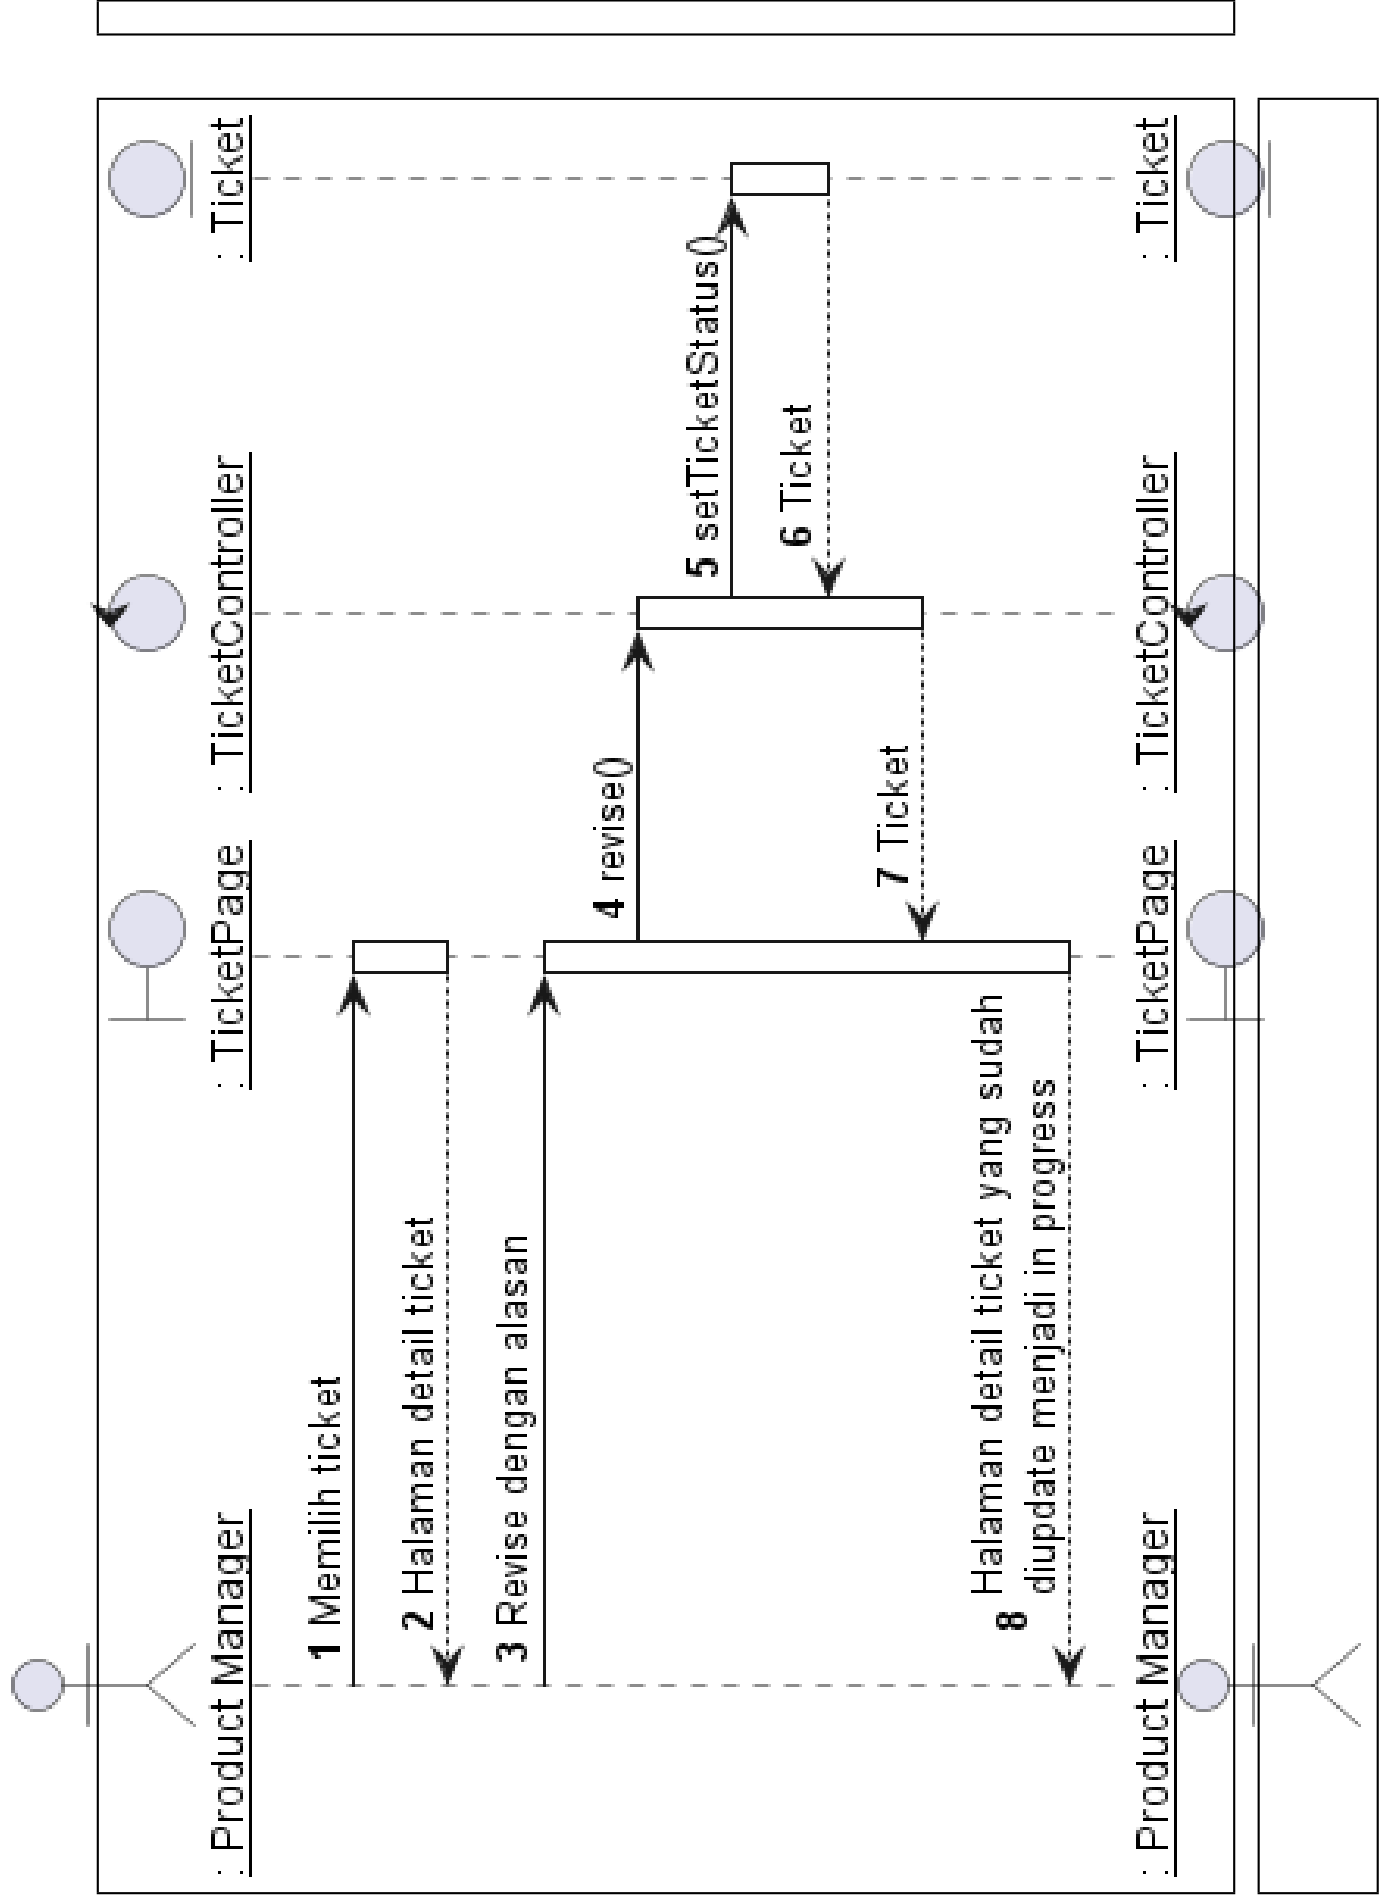 : Product Manager
: TicketPage
: TicketController
: Ticket
1 Memilih ticket
2 Halaman detail ticket
3 Revise dengan alasan
4 revise()
5 setTicketStatus()
6 Ticket
7 Ticket
8 Halaman detail ticket yang sudah
diupdate menjadi in progress
: Product Manager
: TicketPage
: TicketController
: Ticket